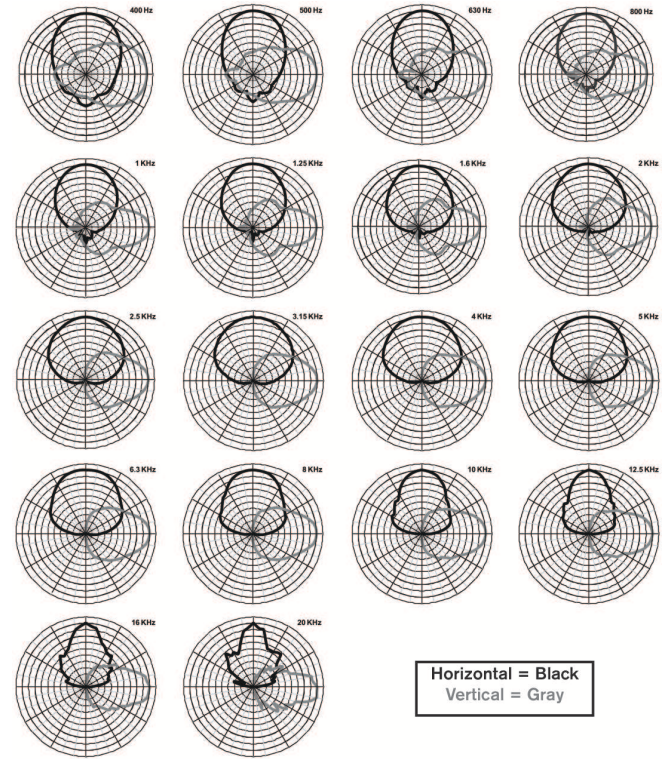 400 Hz
500 Hz
630 Hz
800 Hz
1 KHz
1.25 KHz
1.6 KHz
2 KHz
2.5 KHz
3.15 KHz
4 KHz
5 KHz
6.3 KHz
8 KHz
10 KHz
12.5 KHz
16 KHz
20 KHz
Horizontal = Black
Vertical = Gray